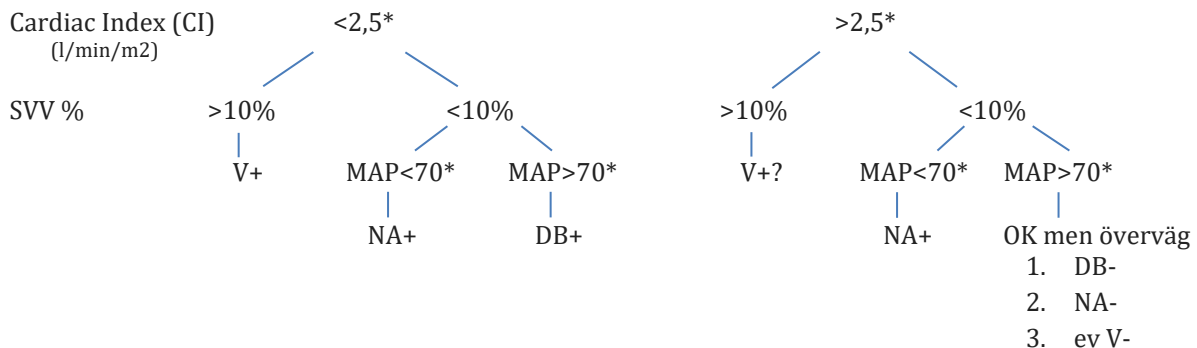 Cardiac Index (CI) <2,5* >2,5*
(l/min/m2)
SVV % >10% <10% >10% <10%
V+ MAP<70* MAP>70* V+? MAP<70* MAP>70*
NA+ DB+ NA+ OK men överväg
1. DB-
2. NA-
3. ev V-